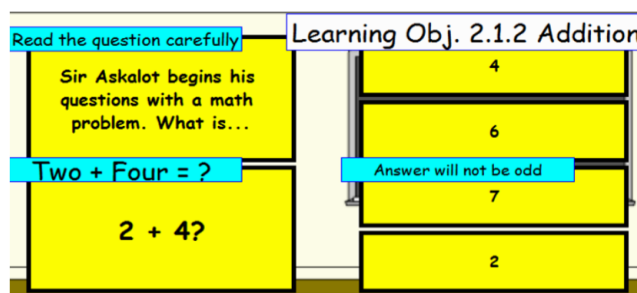 Learning Obj. 2.1.2 Addition
Read the question carefully
Sir Askalot begins his
questions with a math
problem. What is...
Two + Four = ?
2 + 4?
4
6
Answer will not be odd
7
2